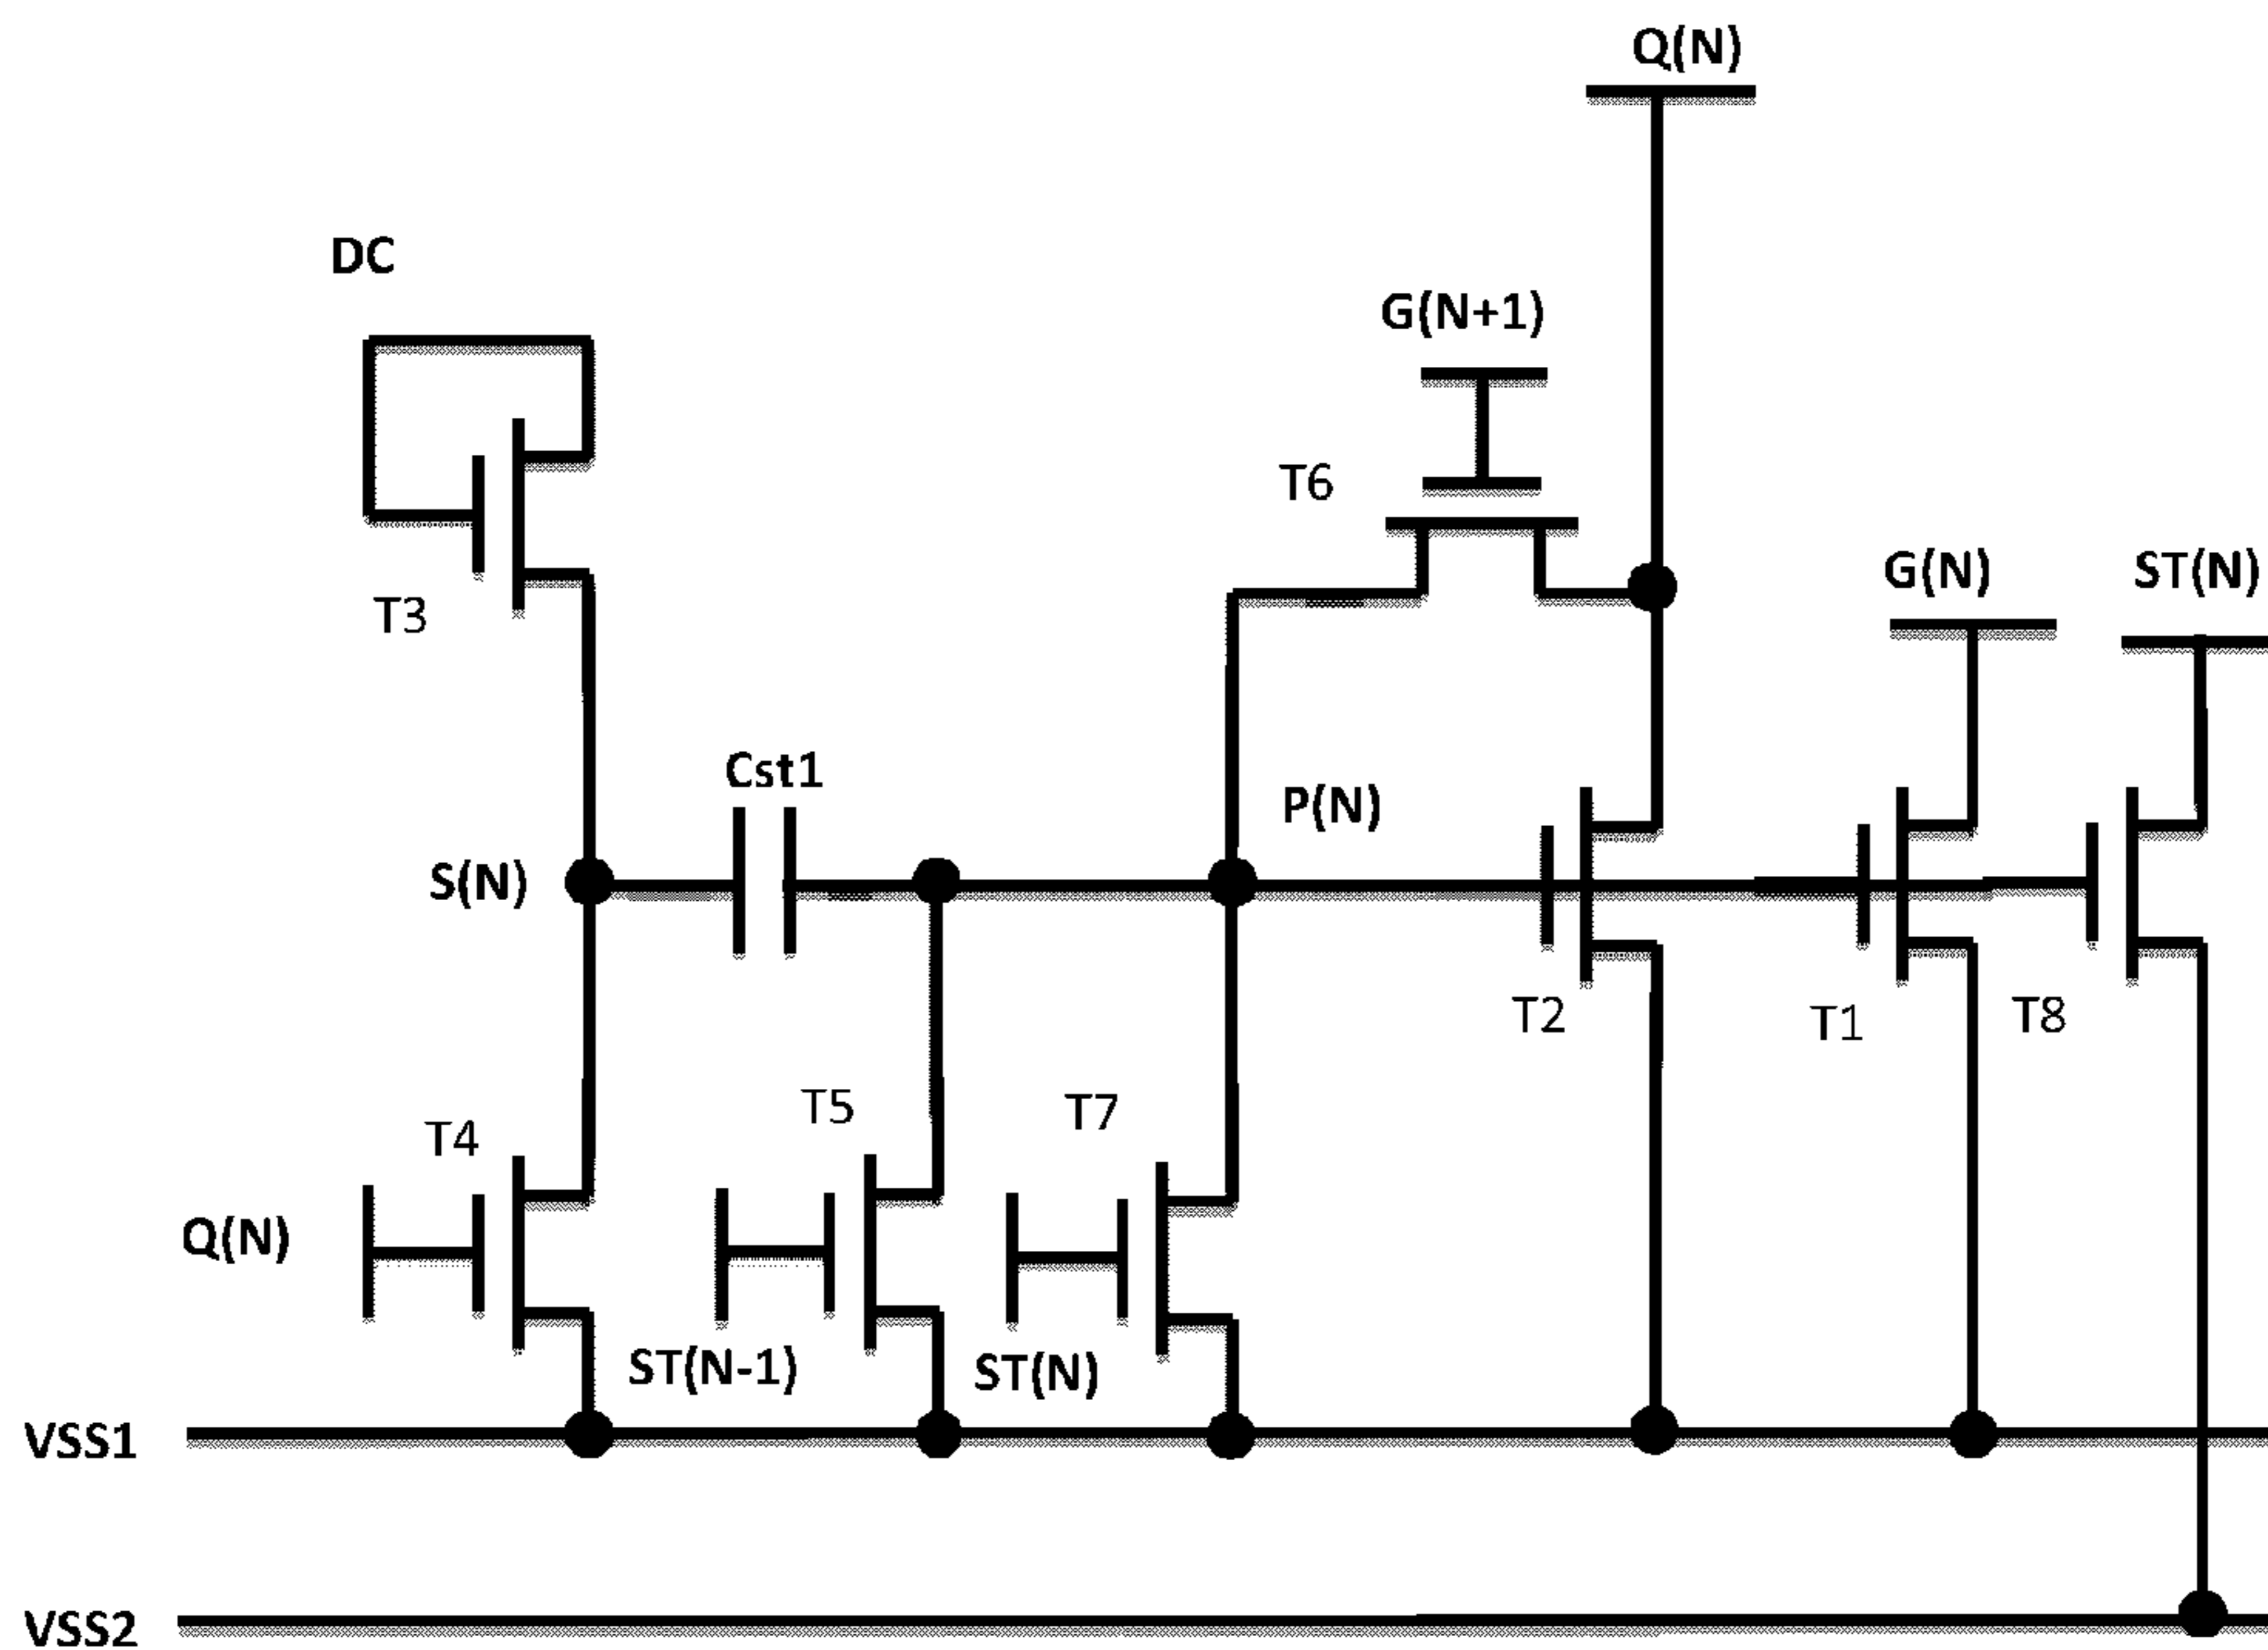 Q(N)
DC
G(N+1)
T6
G(N)
ST(N)
T3
Cst1
P(N)
S(N)
T2
T1
T8
T5
T7
T4
Q(N)
ST(N-1)
ST(N)
VSS1
VSS2